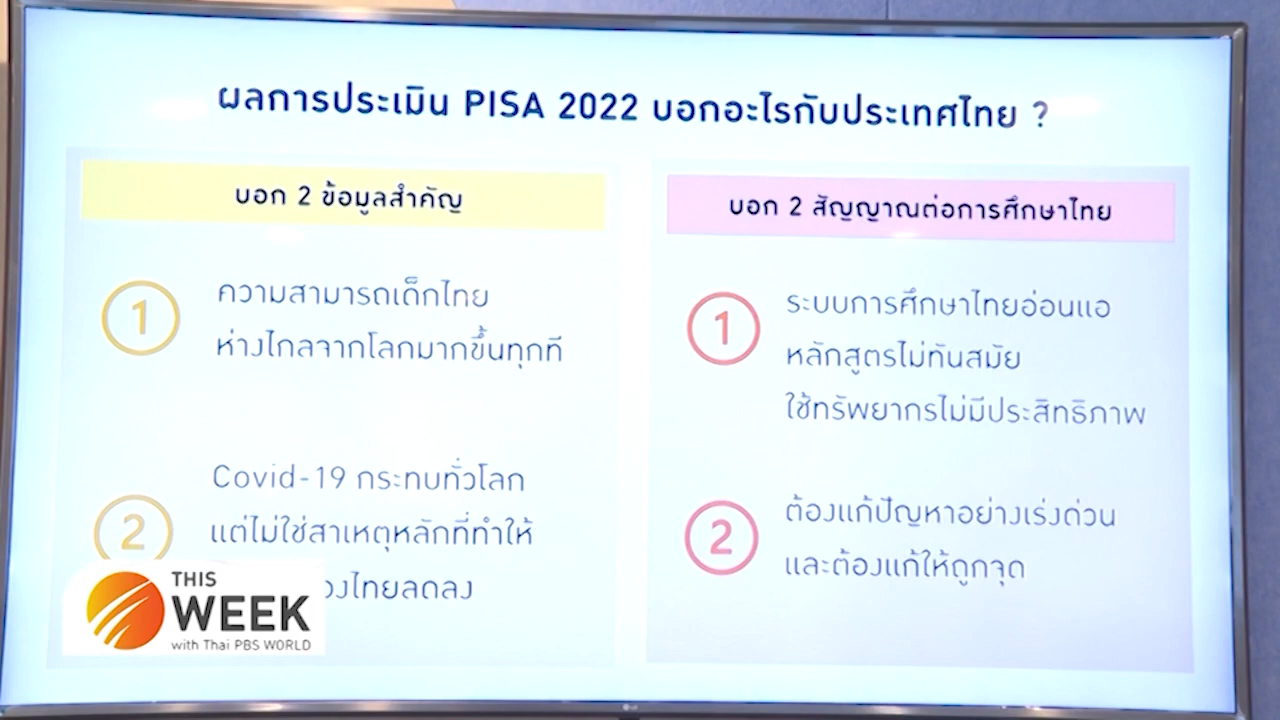 ผลการประเมิน PISA 2022 บอกอะไรกับประเทศไทย ?
บอก 2 ข้อมูลสำคัญ
1
ความสามารถเด็กไทย
ห่างไกลจากโลกมากขึ้นทุกที
2
Covid-19 กระทบทั่วโลก
แต่ไม่ใช่สาเหตุหลักที่ทำให้
องไทยลดลง
บอก 2 สัญญาณต่อการศึกษาไทย
1
ระบบการศึกษาไทยอ่อนแอ
หลักสูตรไม่ทันสมัย
ใช้ทรัพยากรไม่มีประสิทธิภาพ
2
ต้องแก้ปัญหาอย่างเร่งด่วน
และต้องแก้ให้ถูกจุด
THIS
WEEK
with Thai PBS WORLD
LG